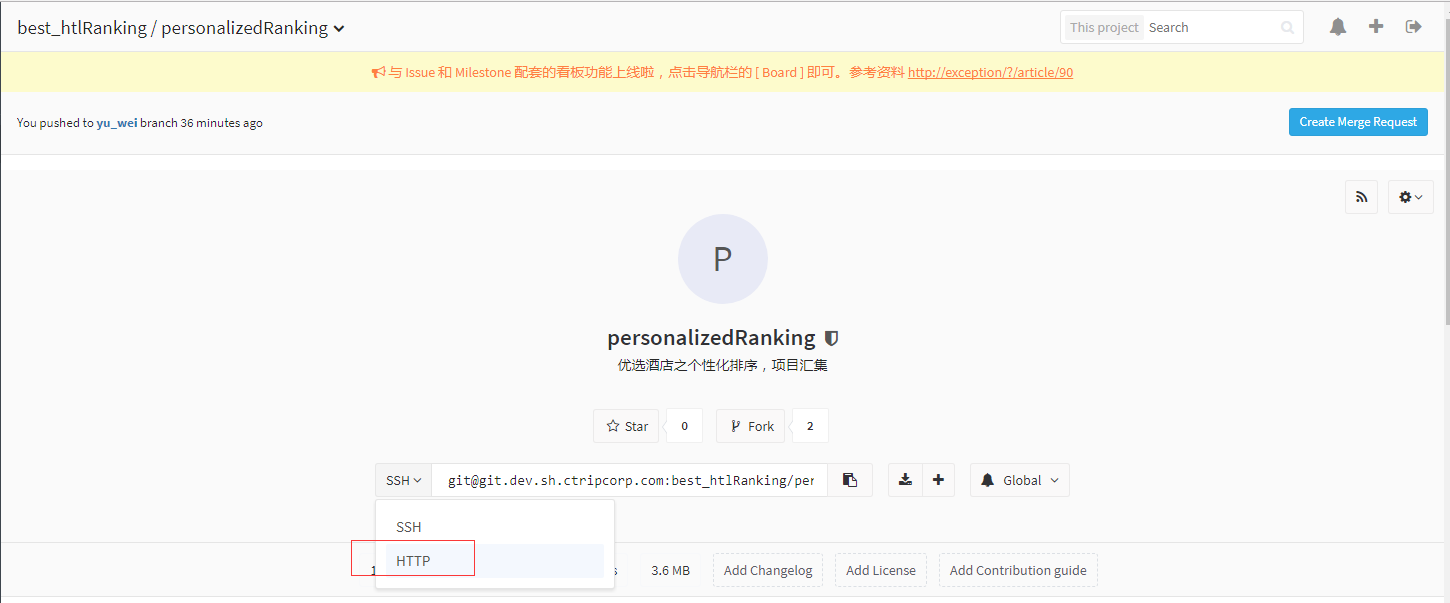 best_htlRanking / personalizedRanking
This project Search
与 Issue 和 Milestone 配套的看板功能上线啦，点击导航栏的 [ Board ] 即可。参考资料 http://exception/?/article/90
You pushed to yu_wei branch 36 minutes ago
Create Merge Request
P
personalizedRanking
优选酒店之个性化排序，项目汇集
Star 0 Fork 2
SSH git@git.dev.sh.ctripcorp.com:best_htlRanking/per Global
SSH
HTTP
1 s 3.6 MB Add Changelog Add License Add Contribution guide